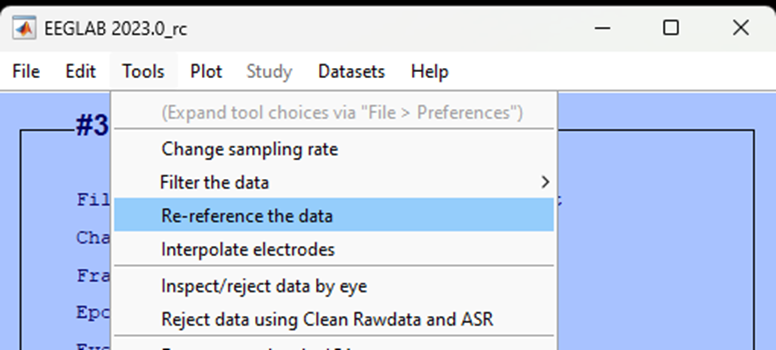 EEGLAB 2023.0_rc
File Edit Tools Plot Study Datasets Help
(Expand tool choices via "File > Preferences")
#3
Change sampling rate
Filter the data
Fil
Re-reference the data
Cha
Interpolate electrodes
Fra
Inspect/reject data by eye
Epo
Reject data using Clean Rawdata and ASR